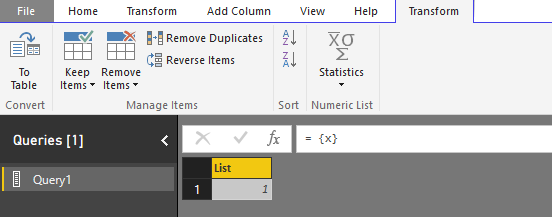 File Home Transform Add Column View Help Transform
To Table
Keep Items
Remove Items
Remove Duplicates
Reverse Items
A Z
Z A
X̄σ Σ
Statistics
Convert Manage Items Sort Numeric List
Queries [1] <
fx = {x}
Query1
List
1 1